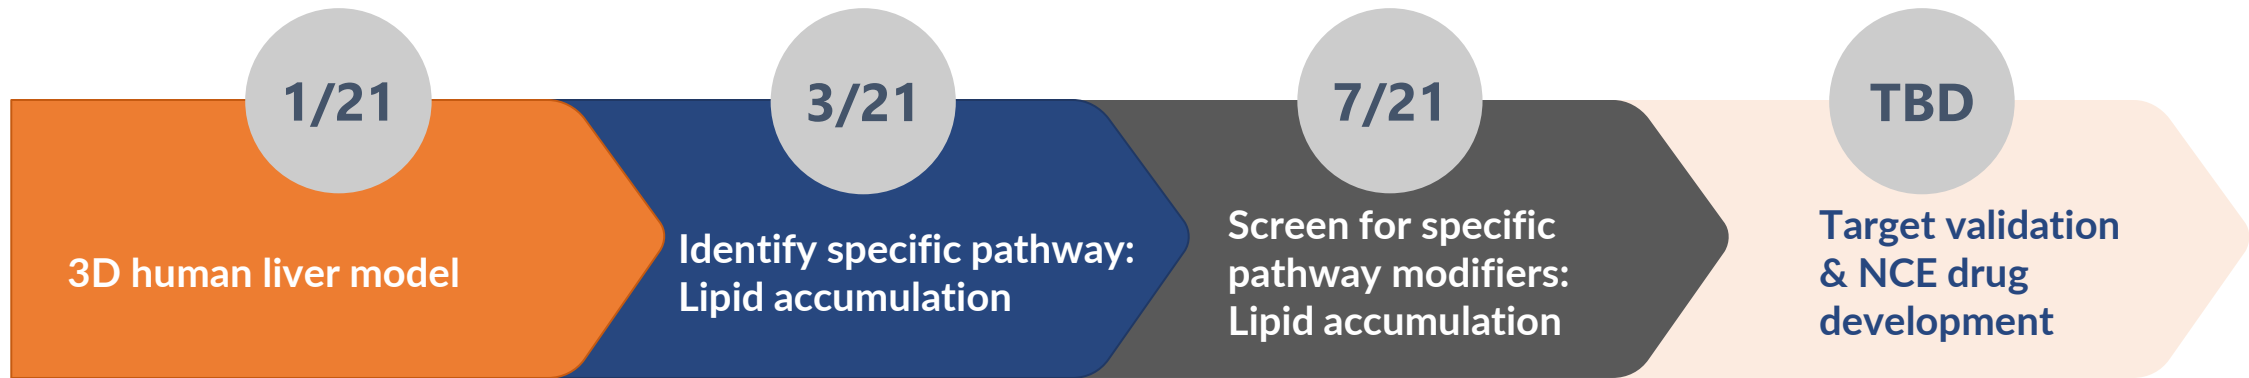 1/21
3D human liver model
3/21
Identify specific pathway:
Lipid accumulation
7/21
Screen for specific
pathway modifiers:
Lipid accumulation
TBD
Target validation
& NCE drug
development